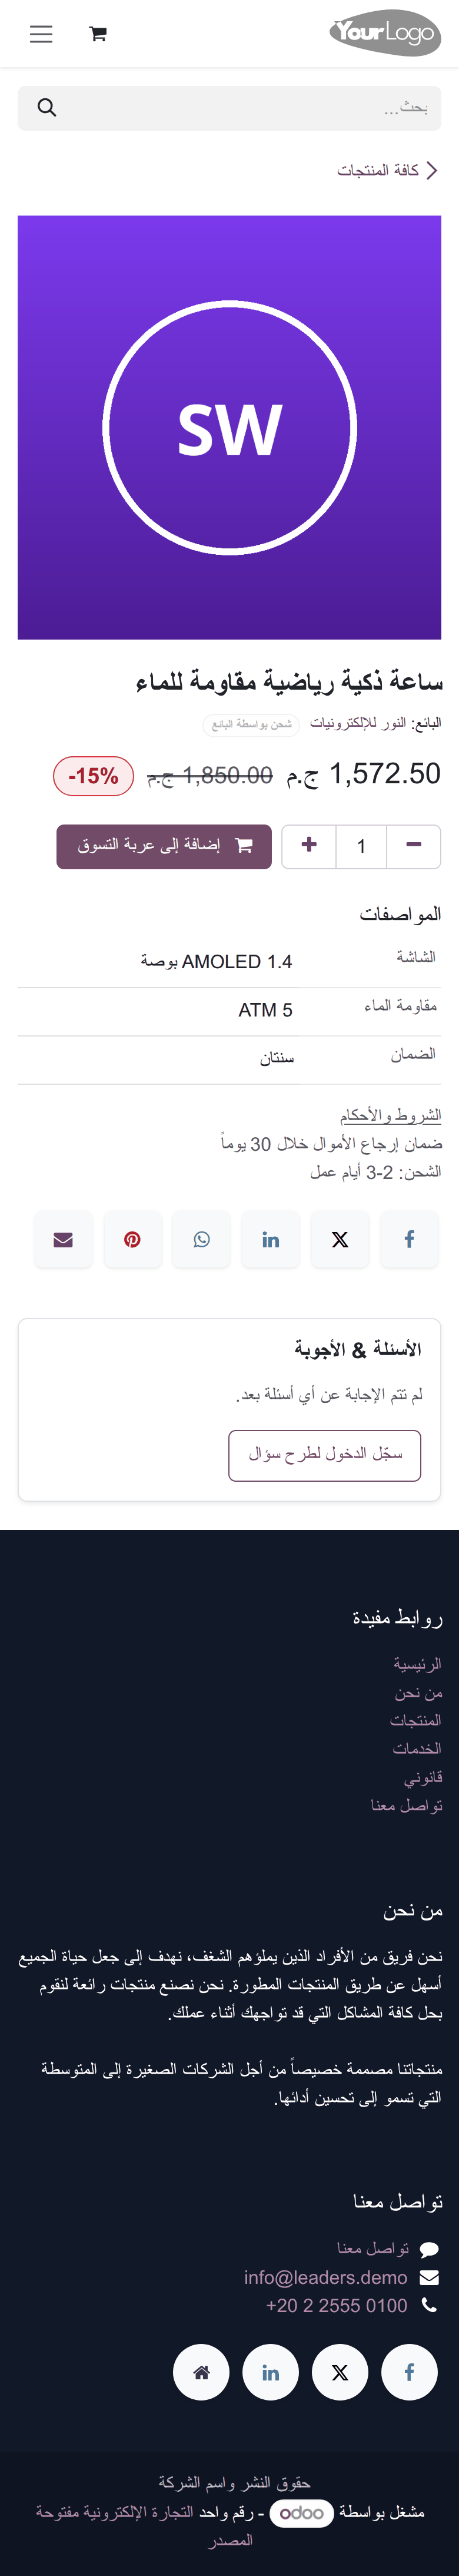 YourLogo
بحث...
كافة المنتجات
SW
ساعة ذكية رياضية مقاومة للماء
البائع: النور للإلكترونيات شحن بواسطة البائع
1,572.50 ج.م 1,850.00 ج.م -15%
1 إضافة إلى عربة التسوق
المواصفات
الشاشة AMOLED 1.4 بوصة
مقاومة الماء 5 ATM
الضمان سنتان
الشروط والأحكام
ضمان إرجاع الأموال خلال 30 يوماً
الشحن: 2-3 أيام عمل
الأسئلة & الأجوبة
لم تتم الإجابة عن أي أسئلة بعد.
سجّل الدخول لطرح سؤال
روابط مفيدة
الرئيسية
من نحن
المنتجات
الخدمات
قانوني
تواصل معنا
من نحن
نحن فريق من الأفراد الذين يملؤهم الشغف، نهدف إلى جعل حياة الجميع
أسهل عن طريق المنتجات المطورة. نحن نصنع منتجات رائعة لنقوم
بحل كافة المشاكل التي قد تواجهك أثناء عملك.
منتجاتنا مصممة خصيصاً من أجل الشركات الصغيرة إلى المتوسطة
التي تسمو إلى تحسين أدائها.
تواصل معنا
تواصل معنا
info@leaders.demo
+20 2 2555 0100
حقوق النشر واسم الشركة
مشغل بواسطة odoo - رقم واحد التجارة الإلكترونية مفتوحة
المصدر